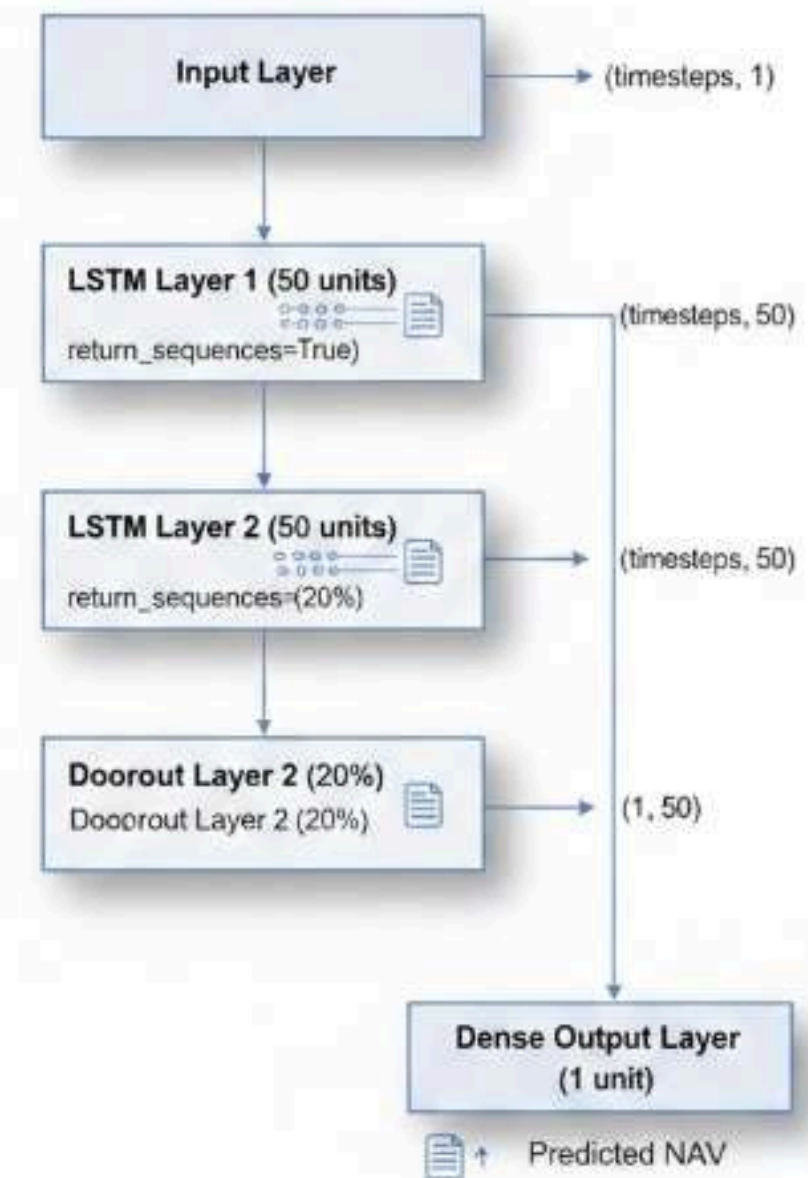 Input Layer
(timesteps, 1)
LSTM Layer 1 (50 units)
return_sequences=True)
(timesteps, 50)
LSTM Layer 2 (50 units)
return_sequences=(20%)
(timesteps, 50)
Doorout Layer 2 (20%)
Dooorout Layer 2 (20%)
(1, 50)
Dense Output Layer
(1 unit)
Predicted NAV